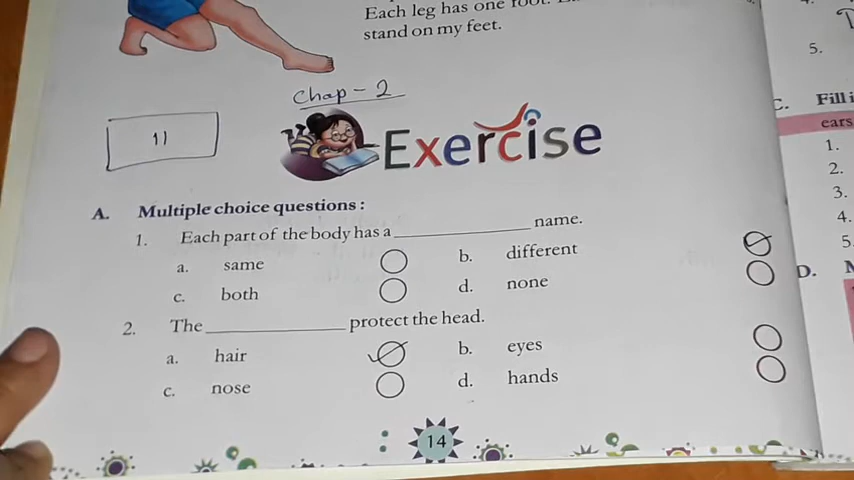 Each leg has one foot.
stand on my feet.
Chap - 2
11
Exercise
A. Multiple choice questions :
1. Each part of the body has a ____________ name.
a. same
b. different
c. both
d. none
2. The ____________ protect the head.
a. hair
b. eyes
c. nose
d. hands
14
5.
C. Fill i
ears
1.
2.
3.
4.
5.
D.